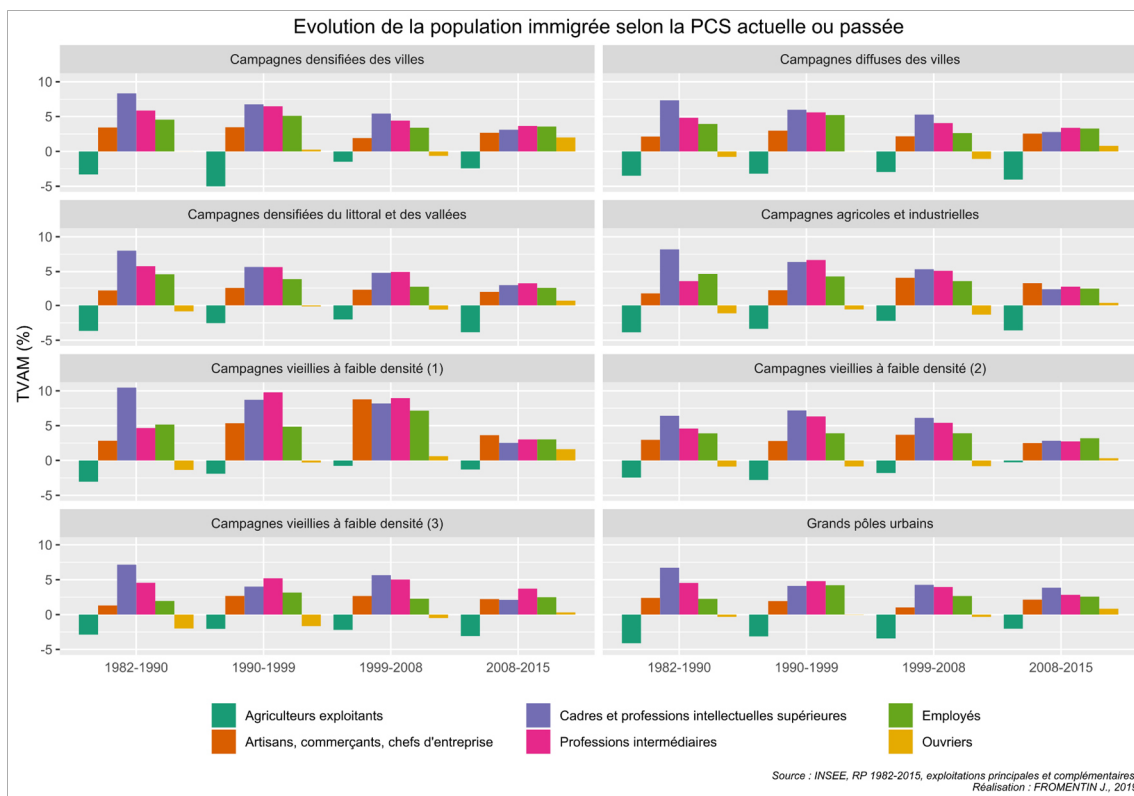 Evolution de la population immigrée selon la PCS actuelle ou passée
Campagnes densifiées des villes
Campagnes diffuses des villes
10
5
0
-5
Campagnes densifiées du littoral et des vallées
Campagnes agricoles et industrielles
10
5
0
-5
TVAM (%)
Campagnes vieillies à faible densité (1)
Campagnes vieillies à faible densité (2)
10
5
0
-5
Campagnes vieillies à faible densité (3)
Grands pôles urbains
10
5
0
-5
1982-1990 1990-1999 1999-2008 2008-2015
1982-1990 1990-1999 1999-2008 2008-2015
Agriculteurs exploitants
Cadres et professions intellectuelles supérieures
Employés
Artisans, commerçants, chefs d'entreprise
Professions intermédiaires
Ouvriers
Source : INSEE, RP 1982-2015, exploitations principales et complémentaires
Réalisation : FROMENTIN J.,